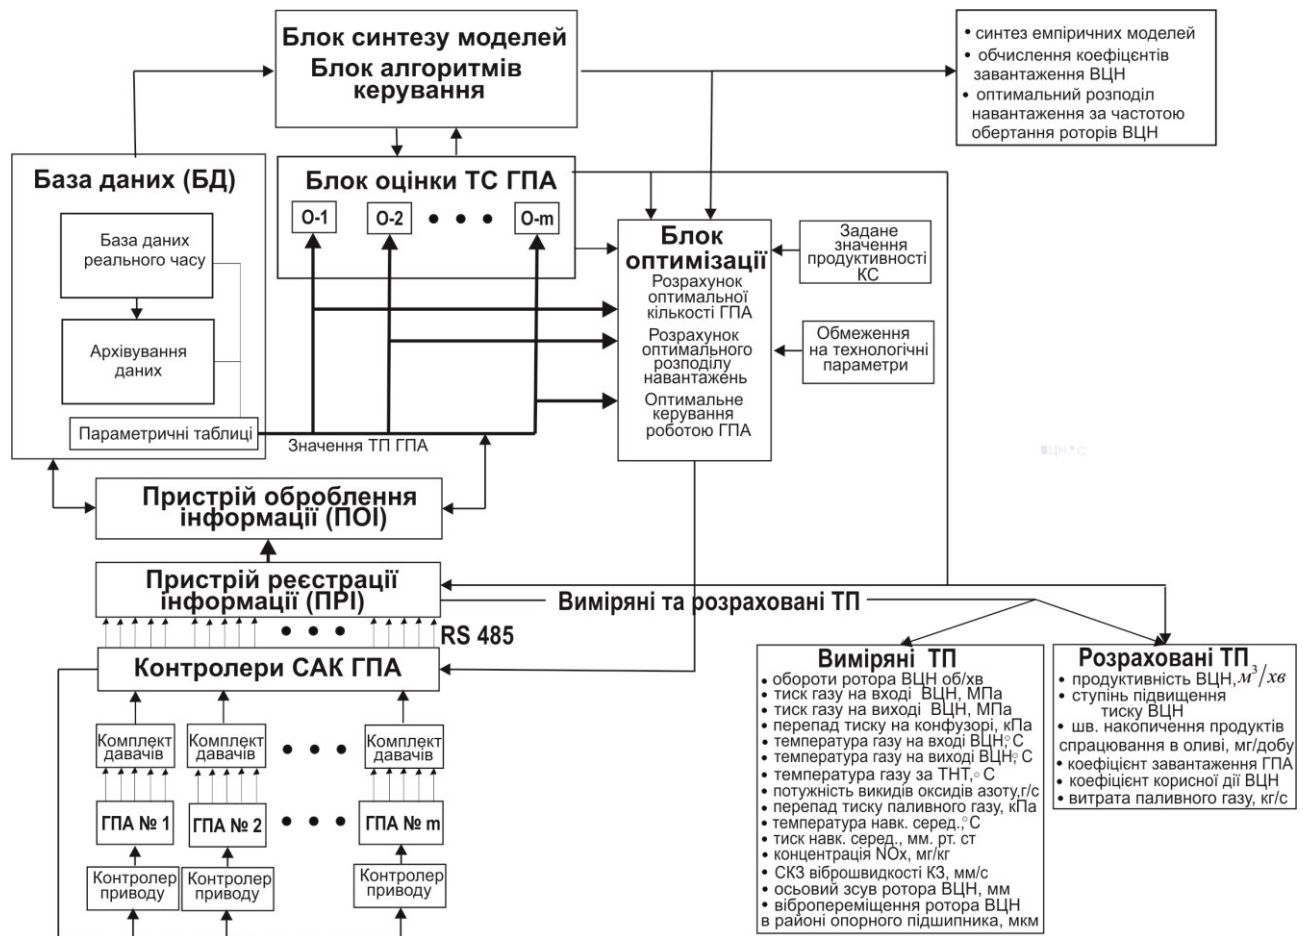 Блок синтезу моделей
Блок алгоритмів
керування
• синтез емпіричних моделей
• обчислення коефіцєнтів
завантаження ВЦН
• оптимальний розподіл
навантаження за частотою
обертання роторів ВЦН
База даних (БД)
База даних
реального часу
Архівування
даних
Параметричні таблиці
Блок оцінки ТС ГПА
О-1
О-2
• • •
О-m
Значення ТП ГПА
Блок
оптимізації
Розрахунок
оптимальної
кількості ГПА
Розрахунок
оптимального
розподілу
навантажень
Оптимальне
керування
роботою ГПА
Задане
значення
продуктивності
КС
Обмеження
на технологічні
параметри
ВЦН,°С
Пристрій оброблення
інформації (ПОІ)
Пристрій реєстрації
інформації (ПРІ)
Виміряні та розраховані ТП
• • •
RS 485
Контролери САК ГПА
Комплект
давачів
Комплект
давачів
• • •
Комплект
давачів
ГПА № 1
ГПА № 2
• • •
ГПА № m
Контролер
приводу
Контролер
приводу
Контролер
приводу
Виміряні ТП
• обороти ротора ВЦН об/хв
• тиск газу на вході ВЦН, МПа
• тиск газу на виході ВЦН, МПа
• перепад тиску на конфузорі, кПа
• температура газу на вході ВЦН,°С
• температура газу на виході ВЦН,°С
• температура газу за ТНТ,°С
• потужність викидів оксидів азоту,г/с
• перепад тиску паливного газу, кПа
• температура навк. серед.,°С
• тиск навк. серед., мм. рт. ст
• концентрація NOx, мг/кг
• СКЗ віброшвидкості КЗ, мм/с
• осьовий зсув ротора ВЦН, мм
• вібропереміщення ротора ВЦН
в районі опорного підшипника, мкм
Розраховані ТП
• продуктивність ВЦН, м³/хв
• ступінь підвищення
тиску ВЦН
• шв. накопичення продуктів
спрацювання в оливі, мг/добу
• коефіцієнт завантаження ГПА
• коефіцієнт корисної дії ВЦН
• витрата паливного газу, кг/с